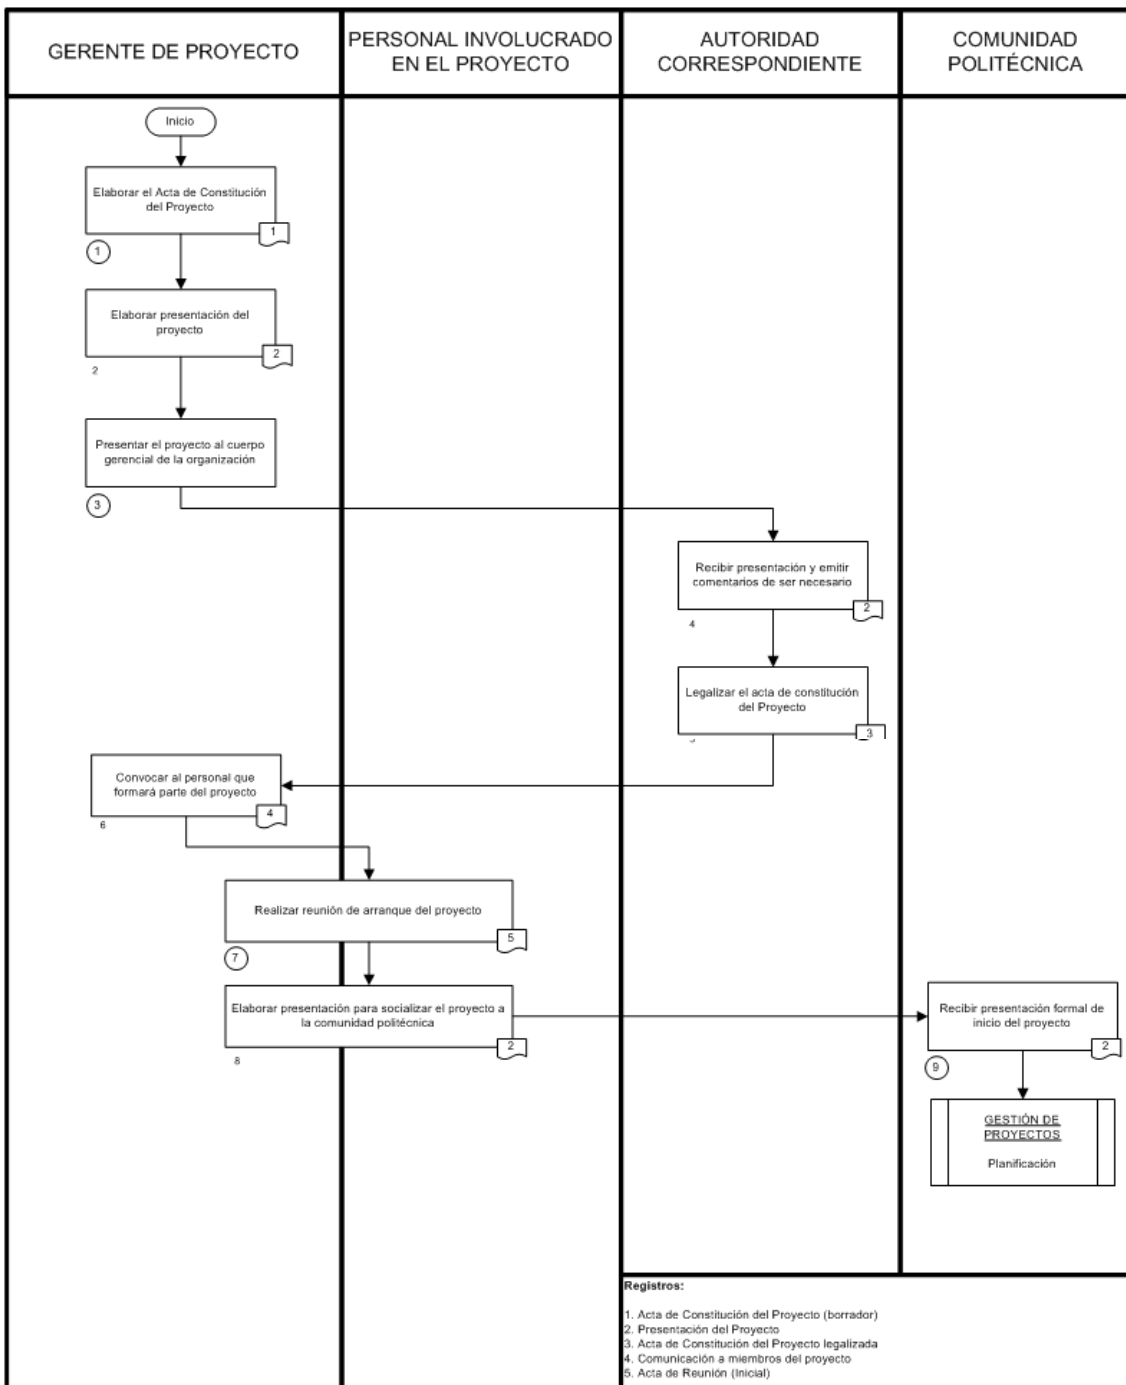 GERENTE DE PROYECTO
PERSONAL INVOLUCRADO
EN EL PROYECTO
AUTORIDAD
CORRESPONDIENTE
COMUNIDAD
POLITÉCNICA
Inicio
Elaborar el Acta de Constitución
del Proyecto
1
1
Elaborar presentación del
proyecto
2
2
Presentar el proyecto al cuerpo
gerencial de la organización
3
Recibir presentación y emitir
comentarios de ser necesario
2
4
Legalizar el acta de constitución
del Proyecto
3
Convocar al personal que
formará parte del proyecto
4
6
Realizar reunión de arranque del proyecto
5
7
Elaborar presentación para socializar el proyecto a
la comunidad politécnica
2
8
Recibir presentación formal de
inicio del proyecto
2
9
GESTIÓN DE
PROYECTOS
Planificación
Registros:
1. Acta de Constitución del Proyecto (borrador)
2. Presentación del Proyecto
3. Acta de Constitución del Proyecto legalizada
4. Comunicación a miembros del proyecto
5. Acta de Reunión (Inicial)